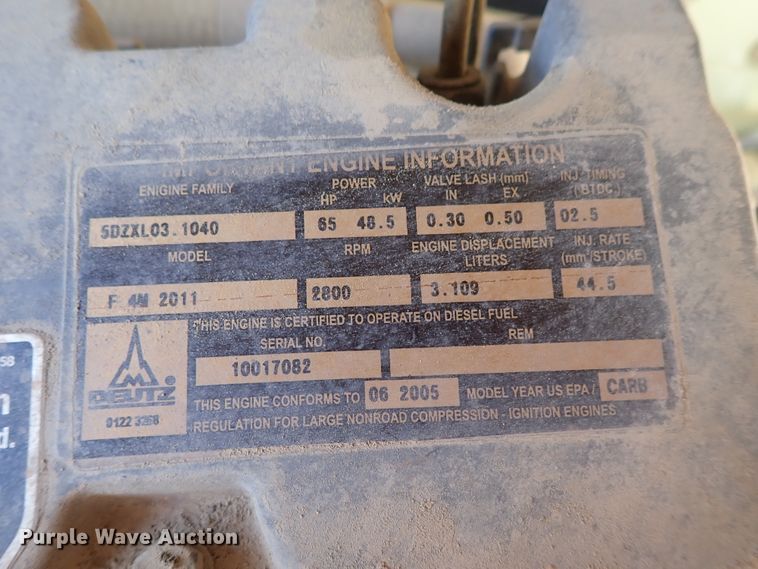 IMPORTANT ENGINE INFORMATION
ENGINE FAMILY POWER VALVE LASH (mm) INJ. TIMING
HP kW IN EX (°BTDC)
5DZXL03.1040 65 48.5 0.30 0.50 02.5
MODEL RPM ENGINE DISPLACEMENT INJ. RATE
LITERS (mm³/STROKE)
F 4M 2011 2800 3.109 44.5
THIS ENGINE IS CERTIFIED TO OPERATE ON DIESEL FUEL
SERIAL NO. REM
10017082
DEUTZ
0122 3268
THIS ENGINE CONFORMS TO 06 2005 MODEL YEAR US EPA / CARB
REGULATION FOR LARGE NONROAD COMPRESSION - IGNITION ENGINES
58
n
d.
Purple Wave Auction